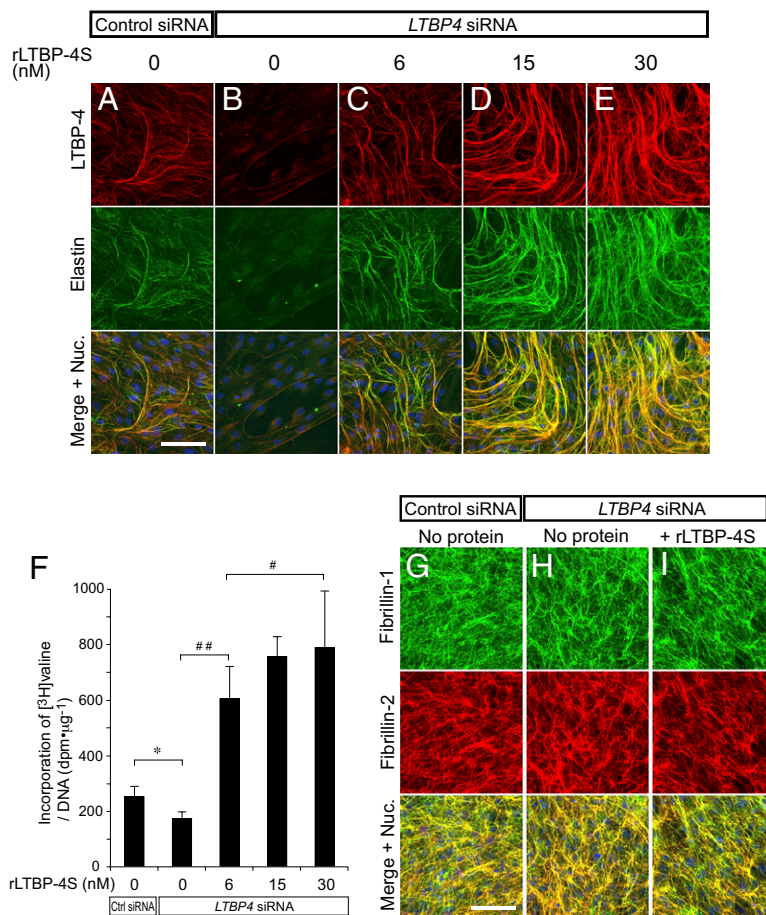 Control siRNA LTBP4 siRNA
rLTBP-4S (nM) 0 0 6 15 30
A B C D E
LTBP-4
Elastin
Merge + Nuc.
F
1000
800
600
400
200
0
Incorporation of [3H]valine
/ DNA (dpm•μg-1)
*
##
#
rLTBP-4S (nM) 0 0 6 15 30
Ctrl siRNA LTBP4 siRNA
Control siRNA LTBP4 siRNA
No protein No protein + rLTBP-4S
G H I
Fibrillin-1
Fibrillin-2
Merge + Nuc.